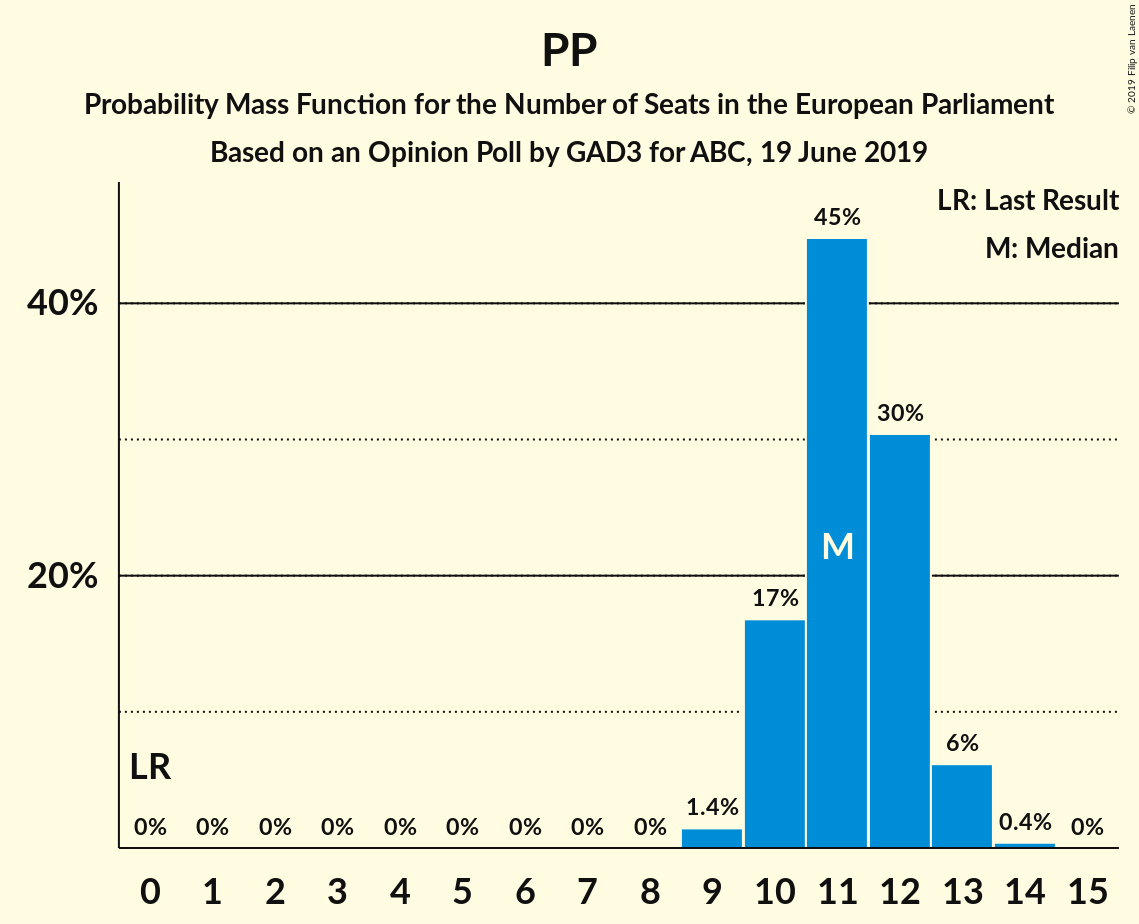 PP
Probability Mass Function for the Number of Seats in the European Parliament
Based on an Opinion Poll by GAD3 for ABC, 19 June 2019
© 2019 Filip van Laenen
LR: Last Result
M: Median
40%
20%
LR
0% 0% 0% 0% 0% 0% 0% 0% 0% 1.4% 17% 45% 30% 6% 0.4% 0%
M
0 1 2 3 4 5 6 7 8 9 10 11 12 13 14 15